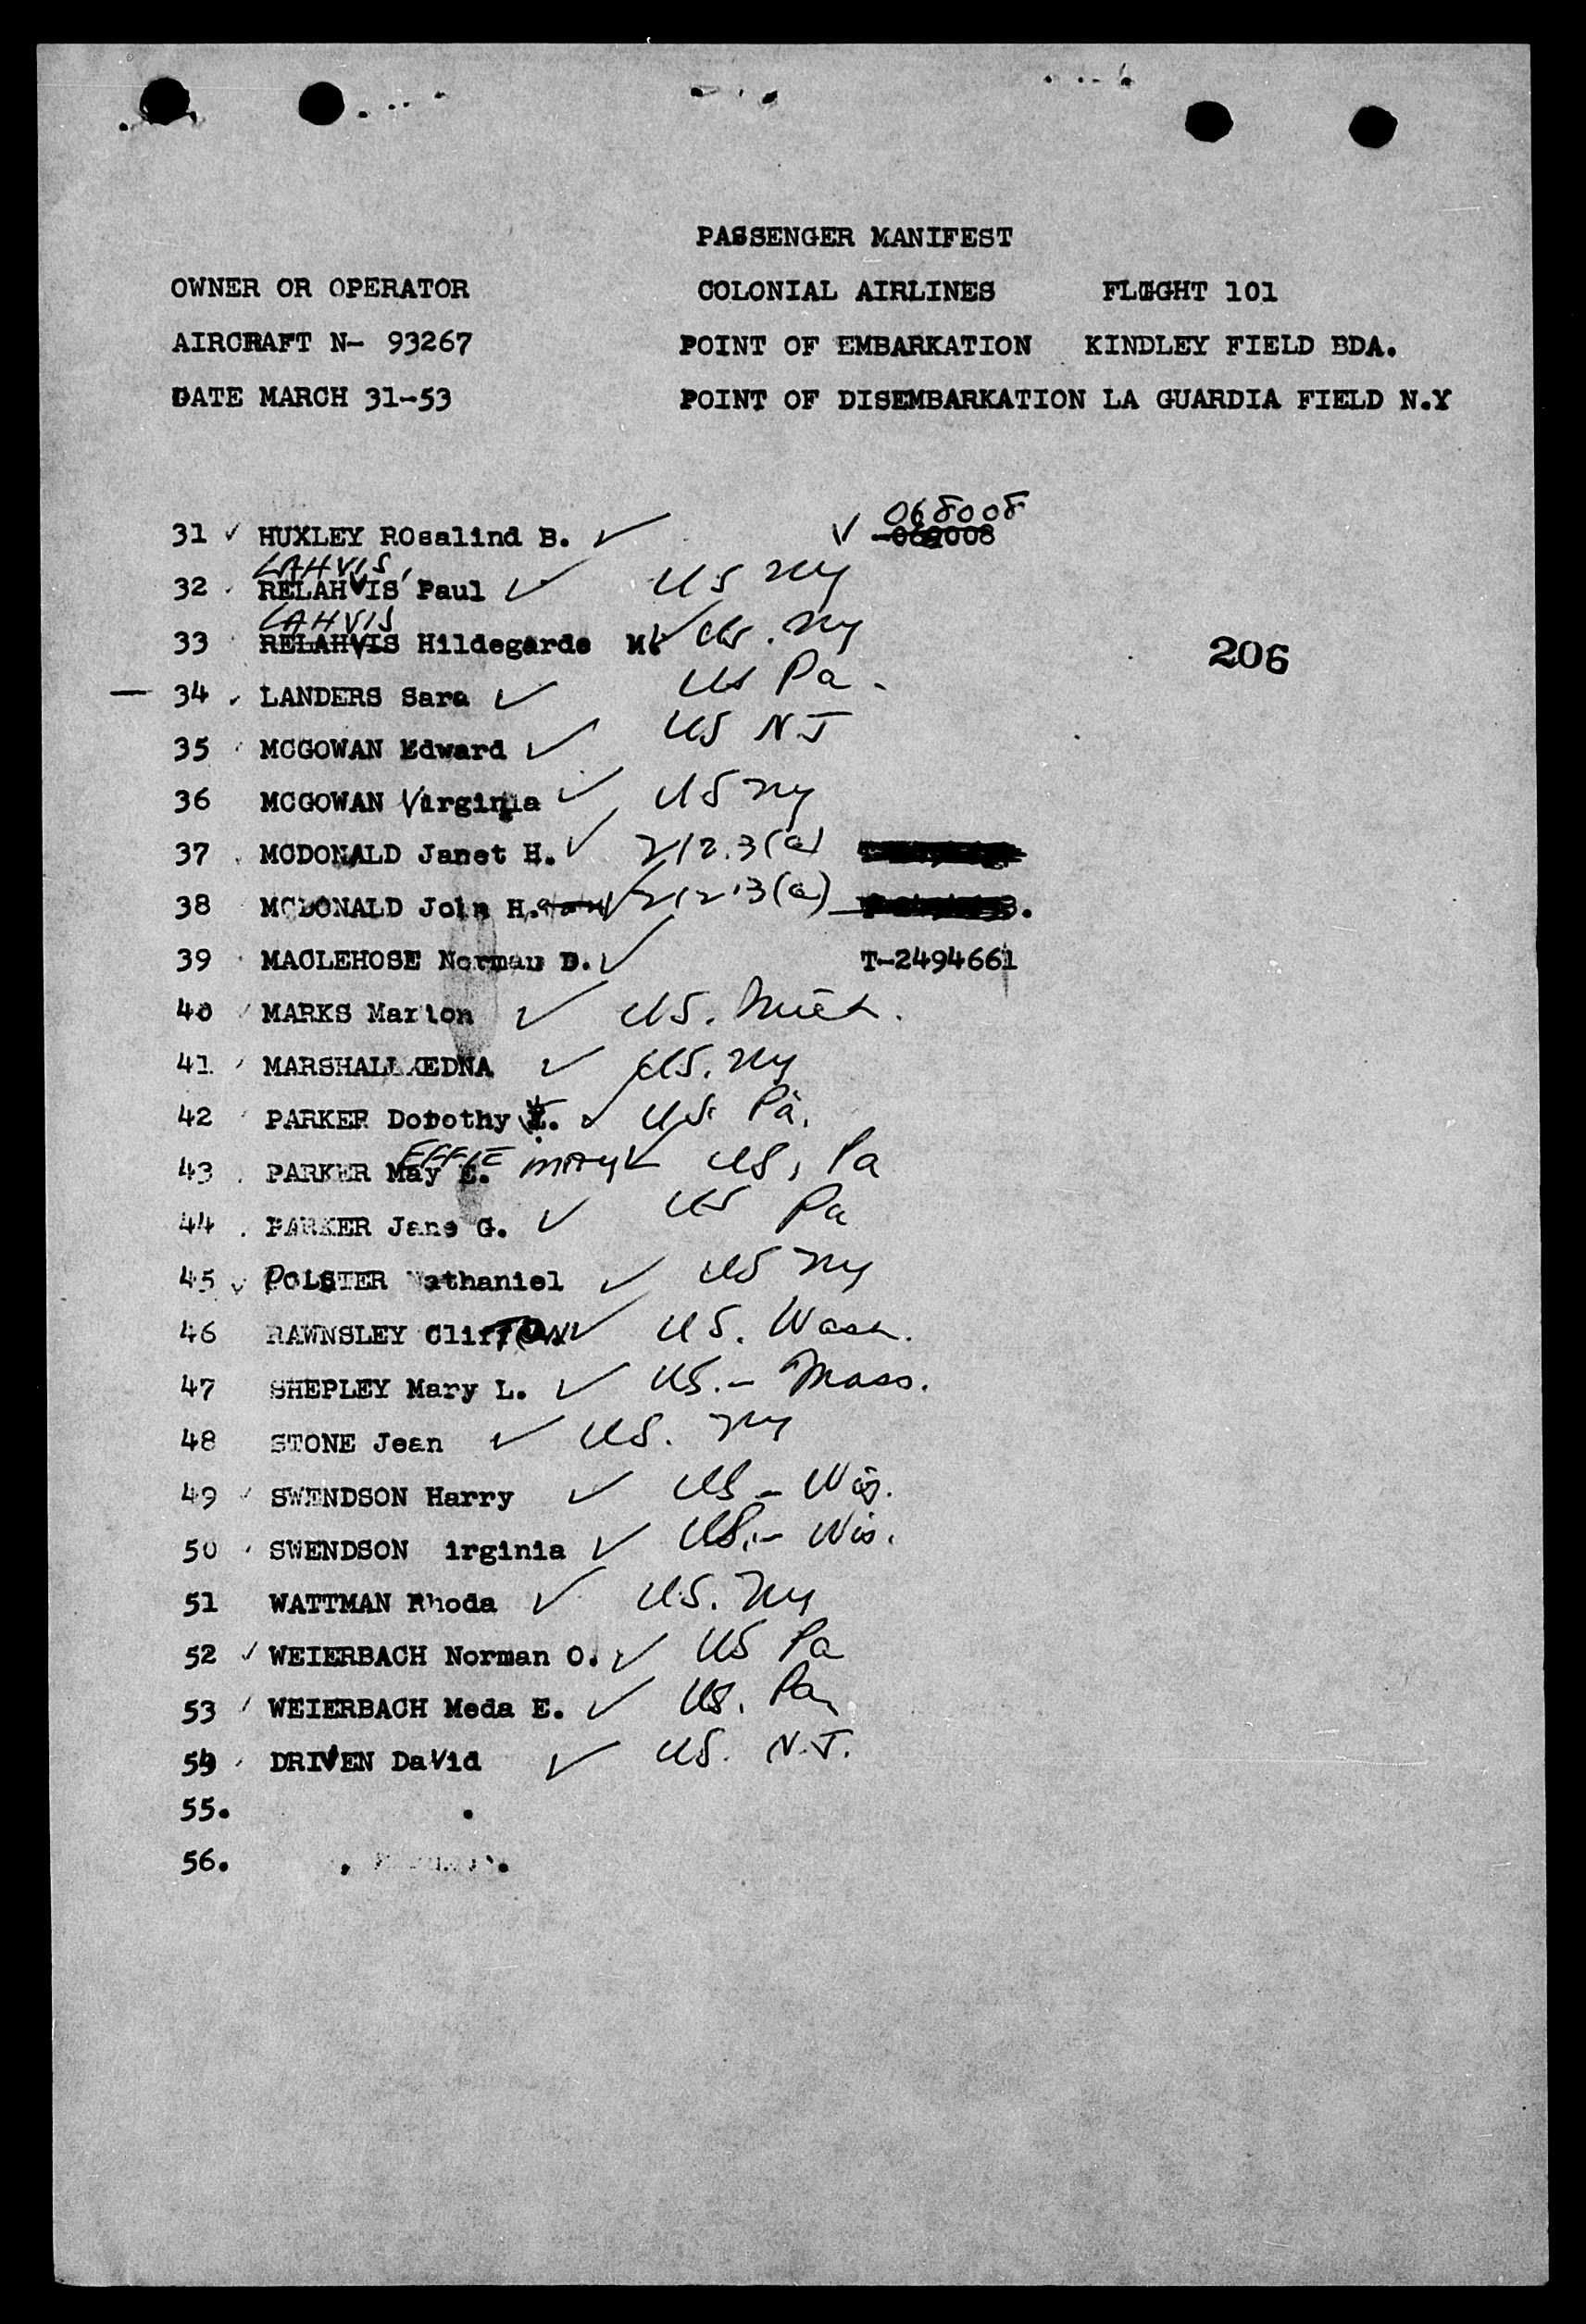 PASSENGER MANIFEST
OWNER OR OPERATOR COLONIAL AIRLINES FLGHT 101
AIRCRAFT N- 93267 POINT OF EMBARKATION KINDLEY FIELD BDA.
DATE MARCH 31-53 POINT OF DISEMBARKATION LA GUARDIA FIELD N.Y
068008
31 ✓ HUXLEY ROsalind B. ✓ ✓
LAHVIS,
32 RELAHVIS Paul ✓ US NY
LAHVIS
33 RELAHVIS Hildegarde M. ✓ US. NY
206
— 34 LANDERS Sara ✓ US Pa.
35 MCGOWAN Edward ✓ US NJ
36 MCGOWAN Virginia ✓ US NY
37 MCDONALD Janet H. ✓ 212.3(a)
38 MCDONALD John H. ✓ 212.3(a)
39 MACLEHOSE Norman D. ✓ T-2494661
40 MARKS Marion ✓ US. Mich.
41 MARSHALL EDNA ✓ US. NY
42 PARKER Dorothy ✓ US. Pa.
EFFIE MAY
43 PARKER May E. ✓ US, Pa
44 PARKER Jane G. ✓ US Pa
45 POLSTER Nathaniel ✓ US NY
46 RAWNSLEY CliffTON ✓ US. Wash.
47 SHEPLEY Mary L. ✓ US.- Mass.
48 STONE Jean ✓ US. NY
49 SWENDSON Harry ✓ US - Wis.
50 SWENDSON irginia ✓ US.- Wis.
51 WATTMAN Rhoda ✓ US. NY
52 ✓ WEIERBACH Norman O. ✓ US Pa
53 WEIERBACH Meda E. ✓ US. Pa.
54 DRIVEN DaVid ✓ US. N.J.
55.
56.